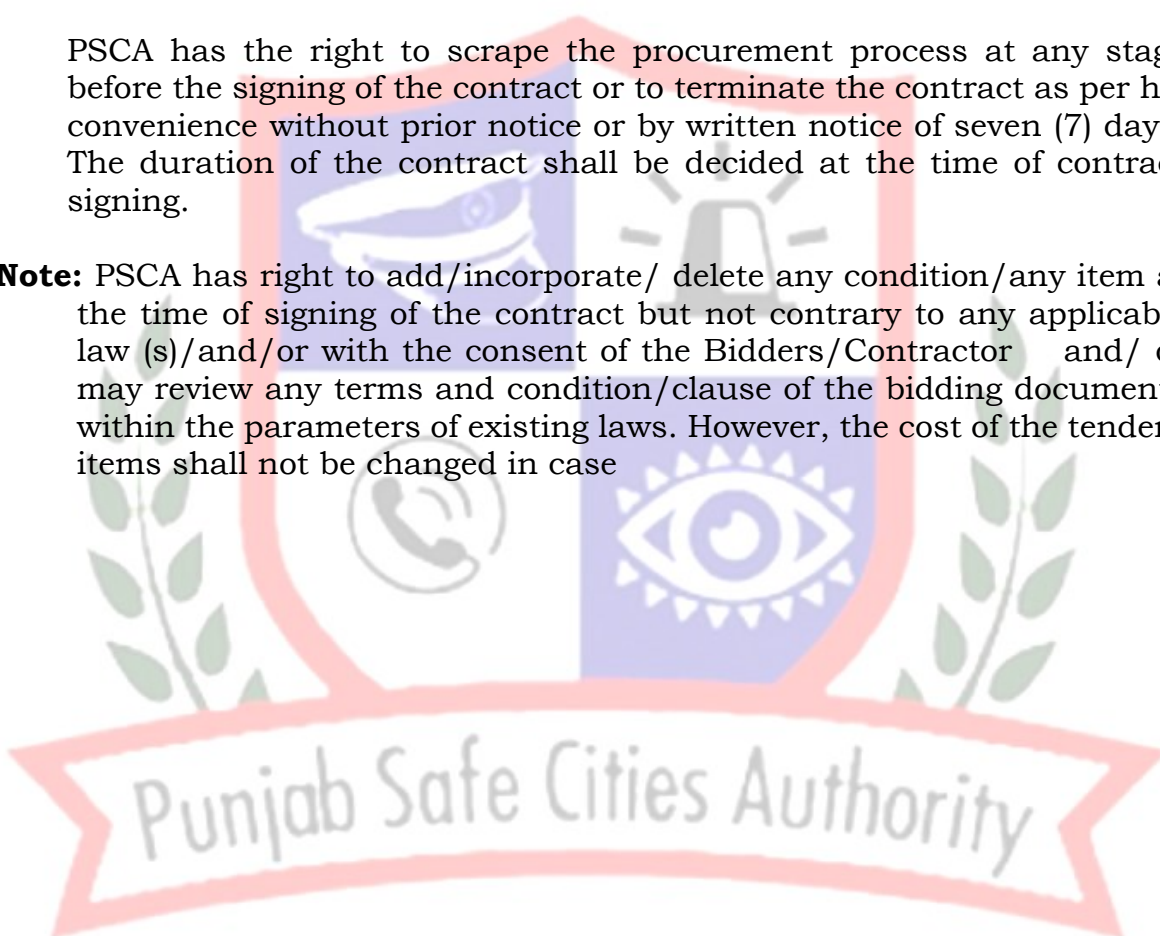 PSCA has the right to scrape the procurement process at any stag
before the signing of the contract or to terminate the contract as per h
convenience without prior notice or by written notice of seven (7) day
The duration of the contract shall be decided at the time of contrac
signing.
Note: PSCA has right to add/incorporate/ delete any condition/any item a
the time of signing of the contract but not contrary to any applicab
law (s)/and/or with the consent of the Bidders/Contractor and/ o
may review any terms and condition/clause of the bidding document
within the parameters of existing laws. However, the cost of the tender
items shall not be changed in case
Punjab Safe Cities Authority